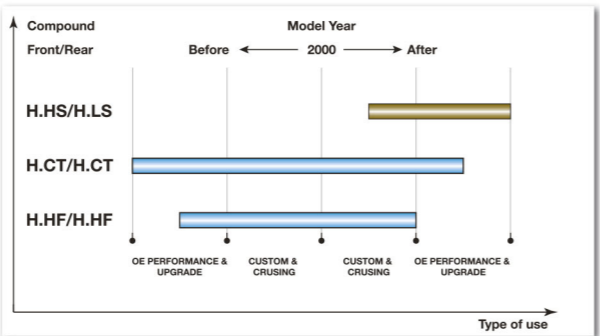 Compound Model Year
Front/Rear Before 2000 After
H.HS/H.LS
H.CT/H.CT
H.HF/H.HF
OE PERFORMANCE & CUSTOM & CUSTOM & OE PERFORMANCE &
UPGRADE CRUSING CRUSING UPGRADE
Type of use